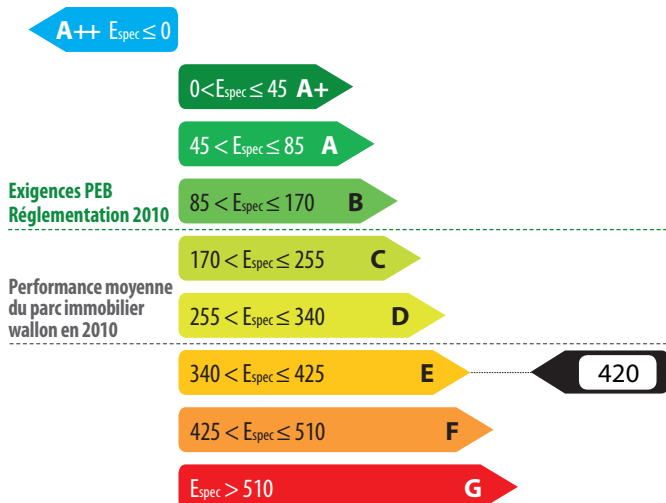 A++ Espec ≤ 0
0<Espec ≤ 45 A+
45 < Espec ≤ 85 A
Exigences PEB
Réglementation 2010
85 < Espec ≤ 170 B
170 < Espec ≤ 255 C
Performance moyenne
du parc immobilier
wallon en 2010
255 < Espec ≤ 340 D
340 < Espec ≤ 425 E
420
425 < Espec ≤ 510 F
Espec > 510 G